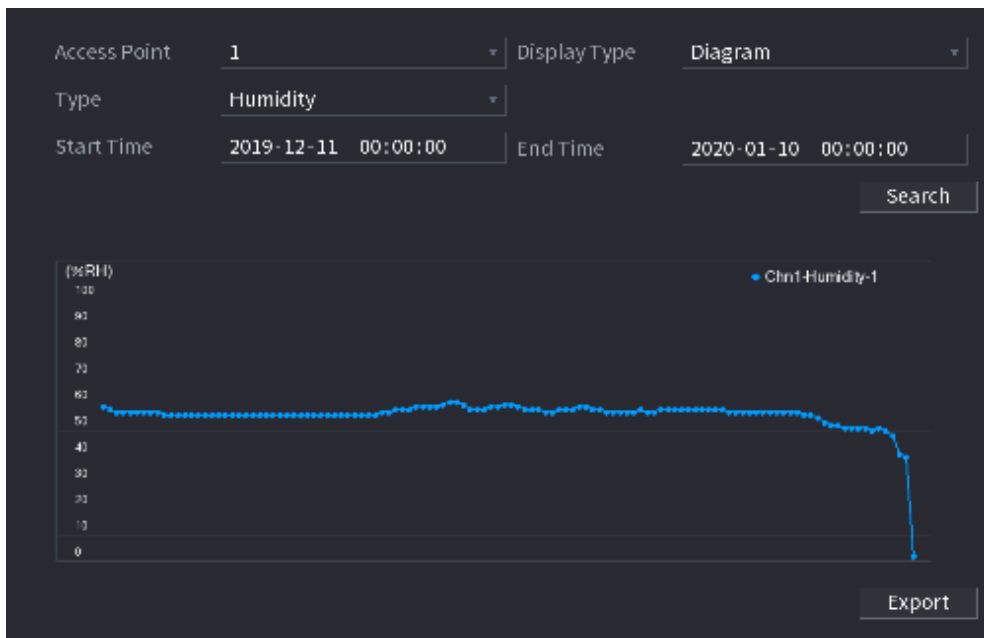 Access Point 1 Display Type Diagram
Type Humidity
Start Time 2019-12-11 00:00:00 End Time 2020-01-10 00:00:00
Search
(%RH)
Chn1-Humidity-1
100
90
80
70
60
50
40
30
20
10
0
Export